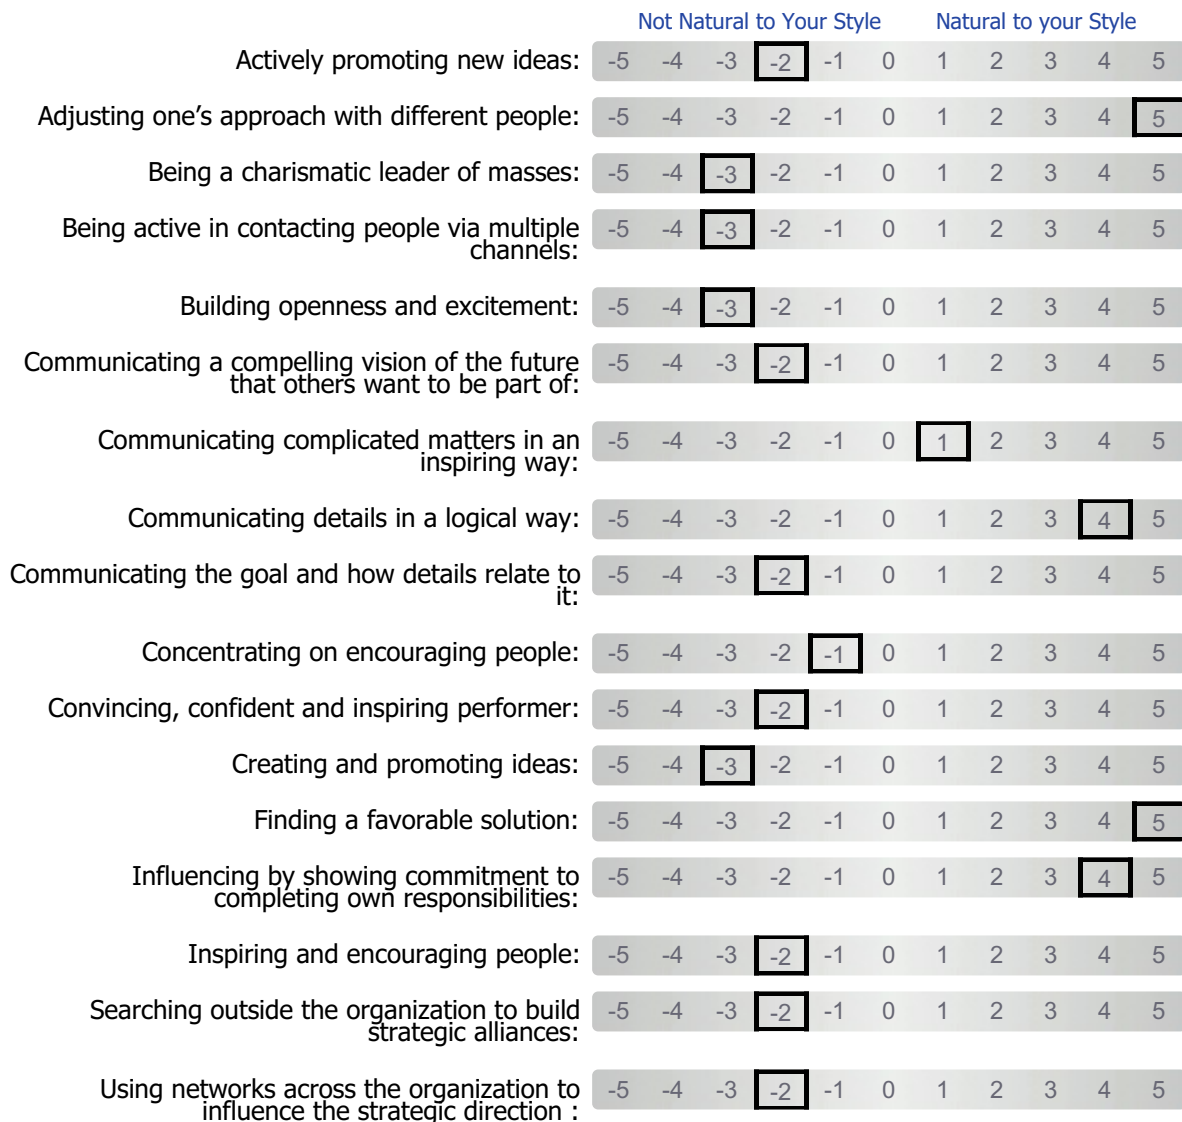 Not Natural to Your Style Natural to your Style
Actively promoting new ideas: -5 -4 -3 -2 -1 0 1 2 3 4 5
Adjusting one's approach with different people: -5 -4 -3 -2 -1 0 1 2 3 4 5
Being a charismatic leader of masses: -5 -4 -3 -2 -1 0 1 2 3 4 5
Being active in contacting people via multiple -5 -4 -3 -2 -1 0 1 2 3 4 5
channels:
Building openness and excitement: -5 -4 -3 -2 -1 0 1 2 3 4 5
Communicating a compelling vision of the future -5 -4 -3 -2 -1 0 1 2 3 4 5
that others want to be part of:
Communicating complicated matters in an -5 -4 -3 -2 -1 0 1 2 3 4 5
inspiring way:
Communicating details in a logical way: -5 -4 -3 -2 -1 0 1 2 3 4 5
Communicating the goal and how details relate to -5 -4 -3 -2 -1 0 1 2 3 4 5
it:
Concentrating on encouraging people: -5 -4 -3 -2 -1 0 1 2 3 4 5
Convincing, confident and inspiring performer: -5 -4 -3 -2 -1 0 1 2 3 4 5
Creating and promoting ideas: -5 -4 -3 -2 -1 0 1 2 3 4 5
Finding a favorable solution: -5 -4 -3 -2 -1 0 1 2 3 4 5
Influencing by showing commitment to -5 -4 -3 -2 -1 0 1 2 3 4 5
completing own responsibilities:
Inspiring and encouraging people: -5 -4 -3 -2 -1 0 1 2 3 4 5
Searching outside the organization to build -5 -4 -3 -2 -1 0 1 2 3 4 5
strategic alliances:
Using networks across the organization to -5 -4 -3 -2 -1 0 1 2 3 4 5
influence the strategic direction :